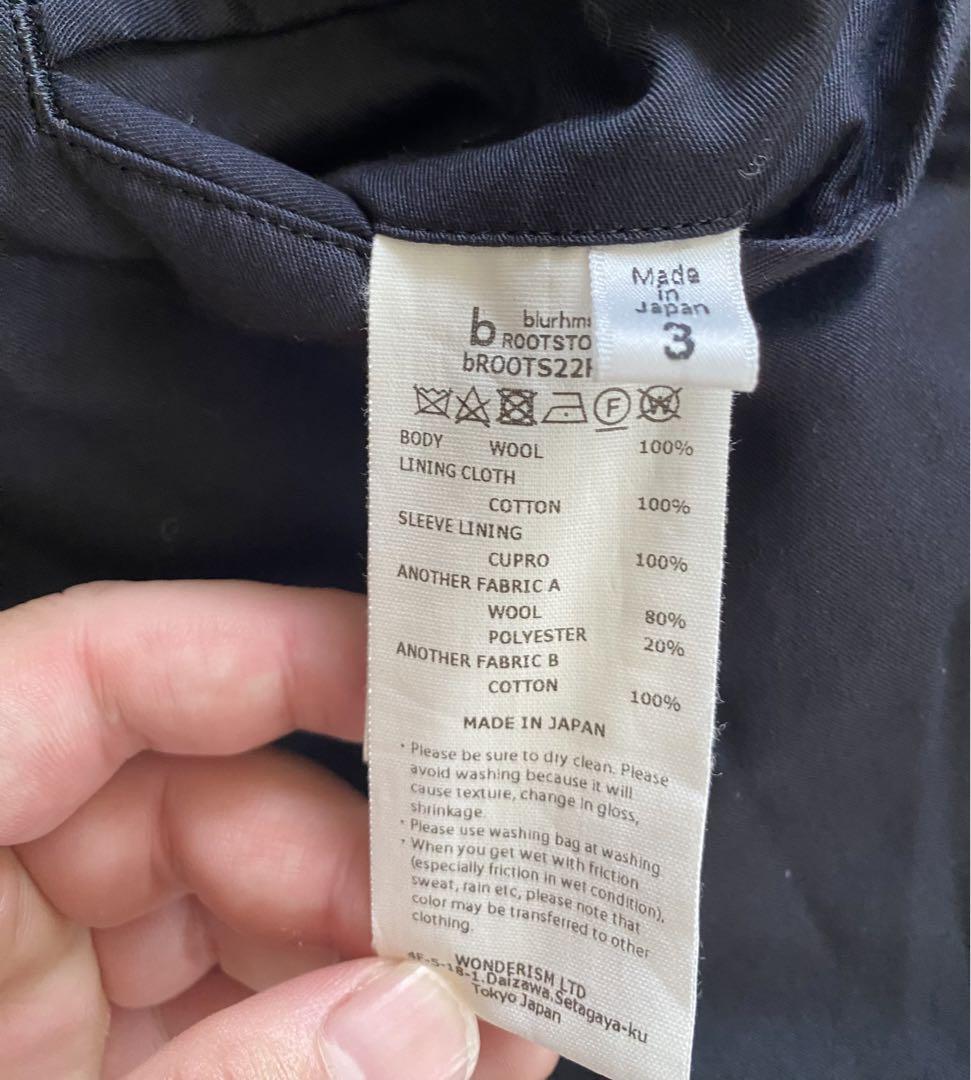 Made
in
Japan
3
b blurhms
ROOTSTO
bROOTS22F
F W
BODY WOOL 100%
LINING CLOTH
COTTON 100%
SLEEVE LINING
CUPRO 100%
ANOTHER FABRIC A
WOOL 80%
POLYESTER 20%
ANOTHER FABRIC B
COTTON 100%
MADE IN JAPAN
・Please be sure to dry clean. Please
avoid washing because it will
cause texture, change in gloss,
shrinkage.
・Please use washing bag at washing
・When you get wet with friction
(especially friction in wet condition),
sweat, rain etc, please note that
color may be transferred to other
clothing.
WONDERISM LTD
4F-5-18-1.Daizawa,Setagaya-ku
Tokyo Japan